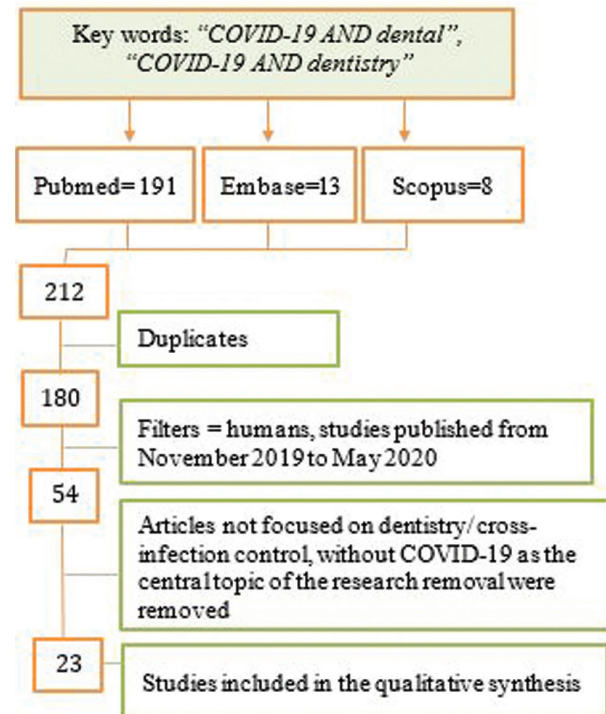 Key words: “COVID-19 AND dental”,
“COVID-19 AND dentistry”
Pubmed= 191
Embase=13
Scopus=8
212
Duplicates
180
Filters = humans, studies published from
November 2019 to May 2020
54
Articles not focused on dentistry/cross-
infection control, without COVID-19 as the
central topic of the research removal were
removed
23
Studies included in the qualitative synthesis